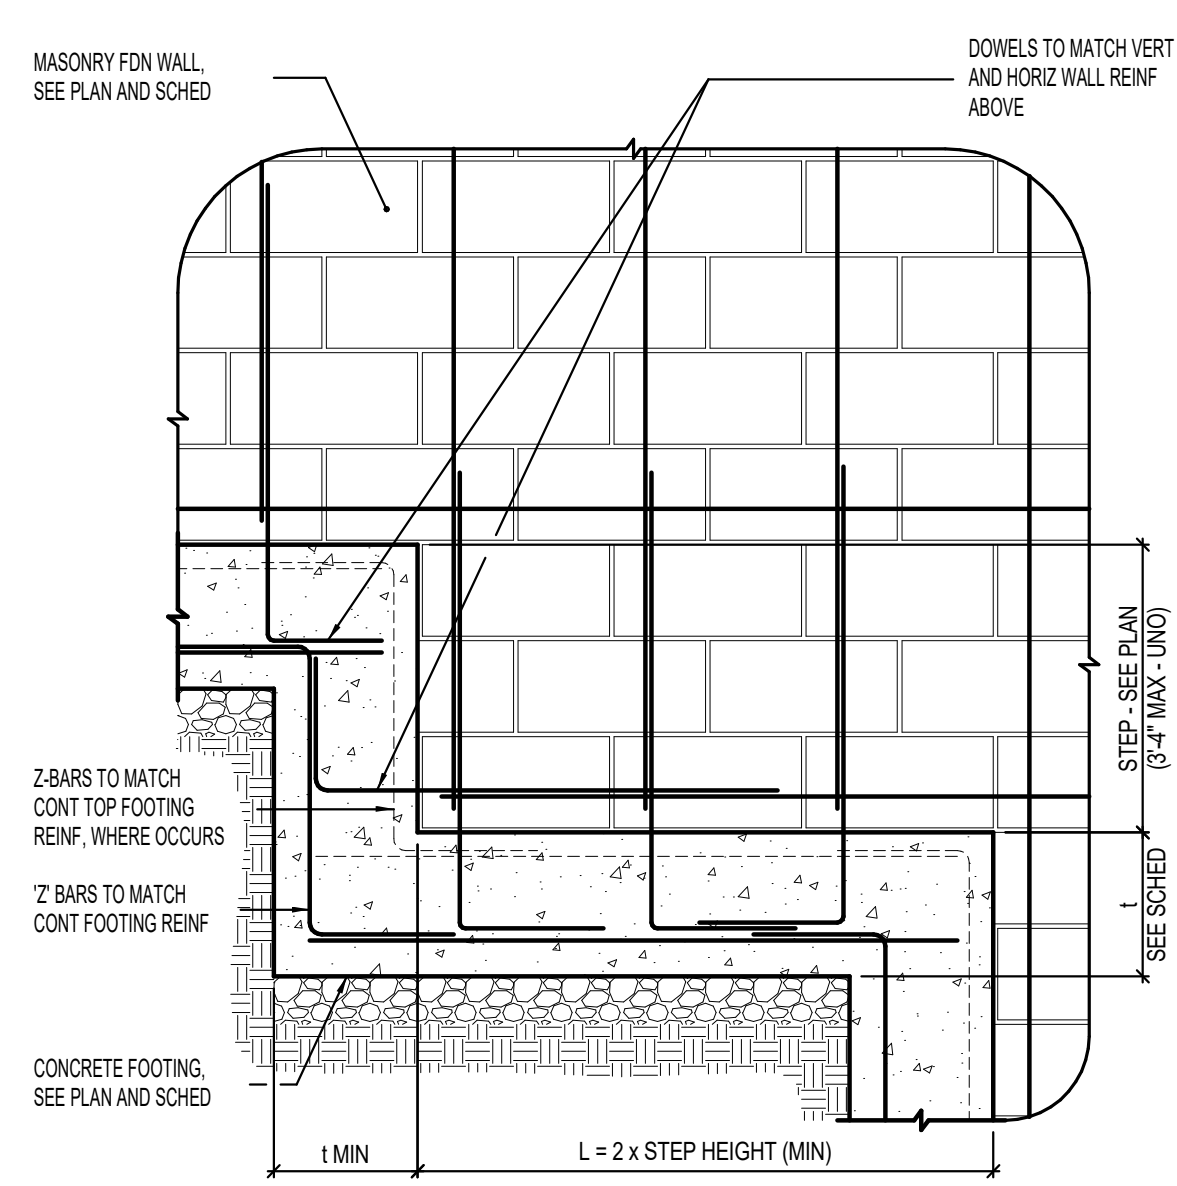 MASONRY FDN WALL,
SEE PLAN AND SCHED
DOWELS TO MATCH VERT
AND HORIZ WALL REINF
ABOVE
STEP - SEE PLAN
(3'-4" MAX - UNO)
Z-BARS TO MATCH
CONT TOP FOOTING
REINF, WHERE OCCURS
'Z' BARS TO MATCH
CONT FOOTING REINF
t
SEE SCHED
CONCRETE FOOTING,
SEE PLAN AND SCHED
t MIN
L = 2 x STEP HEIGHT (MIN)